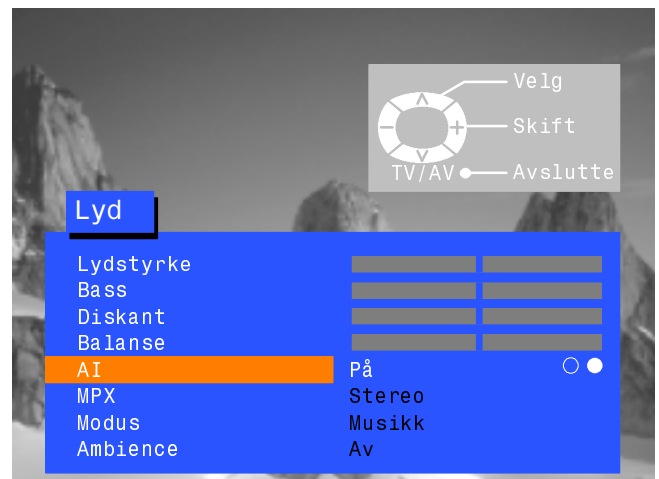 Velg
Skift
TV/AV Avslutte
Lyd
Lydstyrke
Bass
Diskant
Balanse
AI På
MPX Stereo
Modus Musikk
Ambience Av